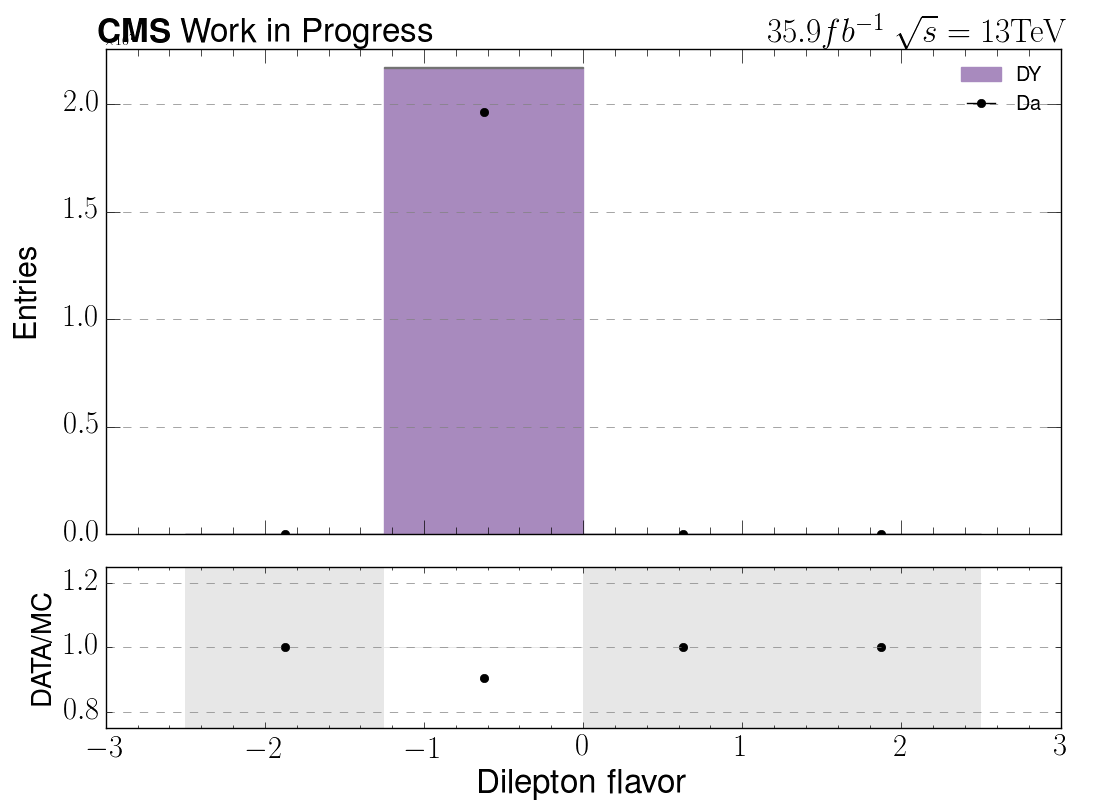 CMS Work in Progress
35.9fb⁻¹ √s = 13TeV
DY
Da
2.0
1.5
1.0
0.5
0.0
Entries
1.2
1.0
0.8
DATA/MC
−3 −2 −1 0 1 2 3
Dilepton flavor